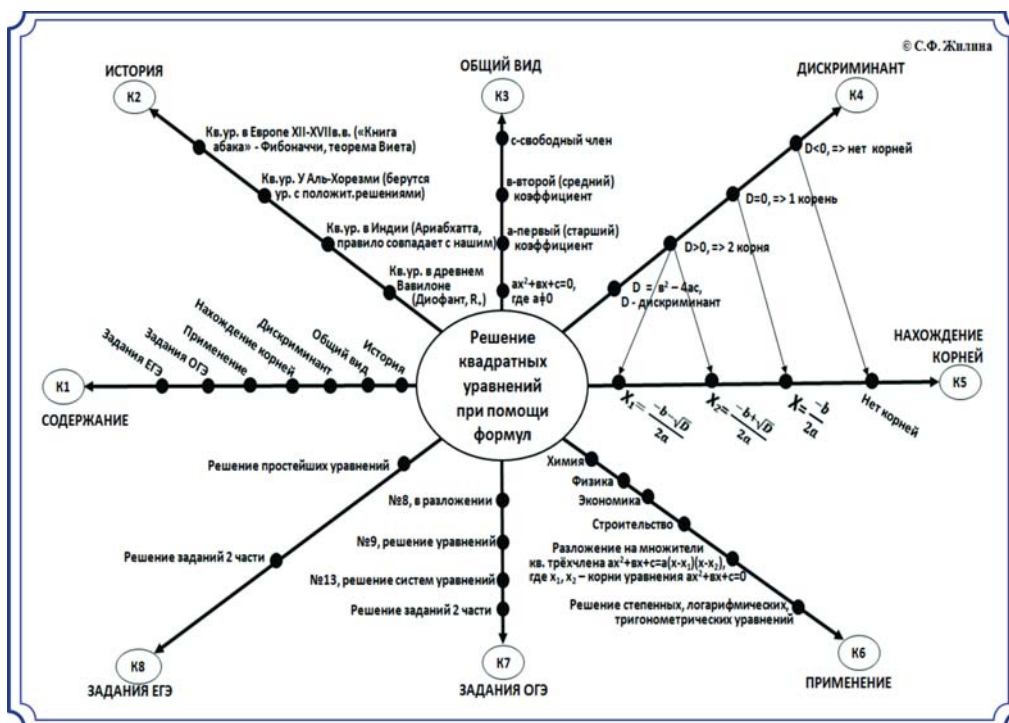 © С.Ф. Жилина
ИСТОРИЯ
К2
Кв.ур. в Европе XII-XVIIв.в. («Книга
абака» - Фибоначчи, теорема Виета)
Кв.ур. У Аль-Хорезми (берутся
ур. с положит.решениями)
Кв.ур. в Индии (Ариабхатта,
правило совпадает с нашим)
Кв.ур. в древнем
Вавилоне
(Диофант, R₊)
ОБЩИЙ ВИД
К3
с-свободный член
в-второй (средний)
коэффициент
а-первый (старший)
коэффициент
ах²+вх+с=0,
где а≠0
ДИСКРИМИНАНТ
К4
D<0, => нет корней
D=0, => 1 корень
D>0, => 2 корня
D = в² – 4ас,
D - дискриминант
Решение
квадратных
уравнений
при помощи
формул
К1
СОДЕРЖАНИЕ
Задания ЕГЭ
Задания ОГЭ
Применение
Нахождение корней
Дискриминант
Общий вид
История
НАХОЖДЕНИЕ
КОРНЕЙ
К5
X₁= −b−√D / 2a
X₂= −b+√D / 2a
X= −b / 2a
Нет корней
Химия
Физика
Экономика
Строительство
Разложение на множители
кв. трёхчлена ах²+вх+с=а(х-х₁)(х-х₂),
где х₁, х₂ – корни уравнения ах²+вх+с=0
Решение степенных, логарифмических,
тригонометрических уравнений
К6
ПРИМЕНЕНИЕ
№8, в разложении
№9, решение уравнений
№13, решение систем уравнений
Решение заданий 2 части
К7
ЗАДАНИЯ ОГЭ
Решение простейших уравнений
Решение заданий 2 части
К8
ЗАДАНИЯ ЕГЭ